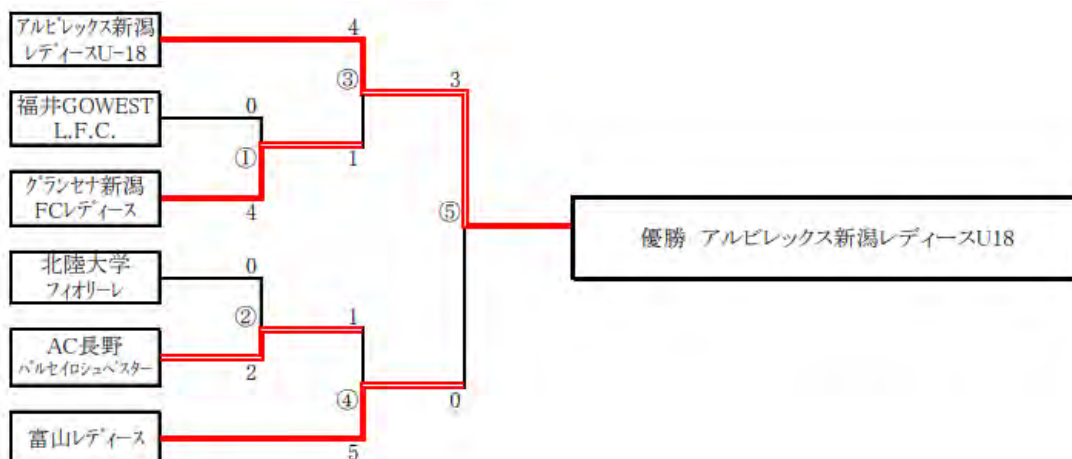 アルビレックス新潟
レディースU-18
4
③
3
福井GOWEST
L.F.C.
0
①
1
グランセナ新潟
FCレディース
4
⑤
優勝 アルビレックス新潟レディースU18
北陸大学
フィオリーレ
0
②
1
AC長野
パルセイロシュベスター
2
④
0
富山レディース
5